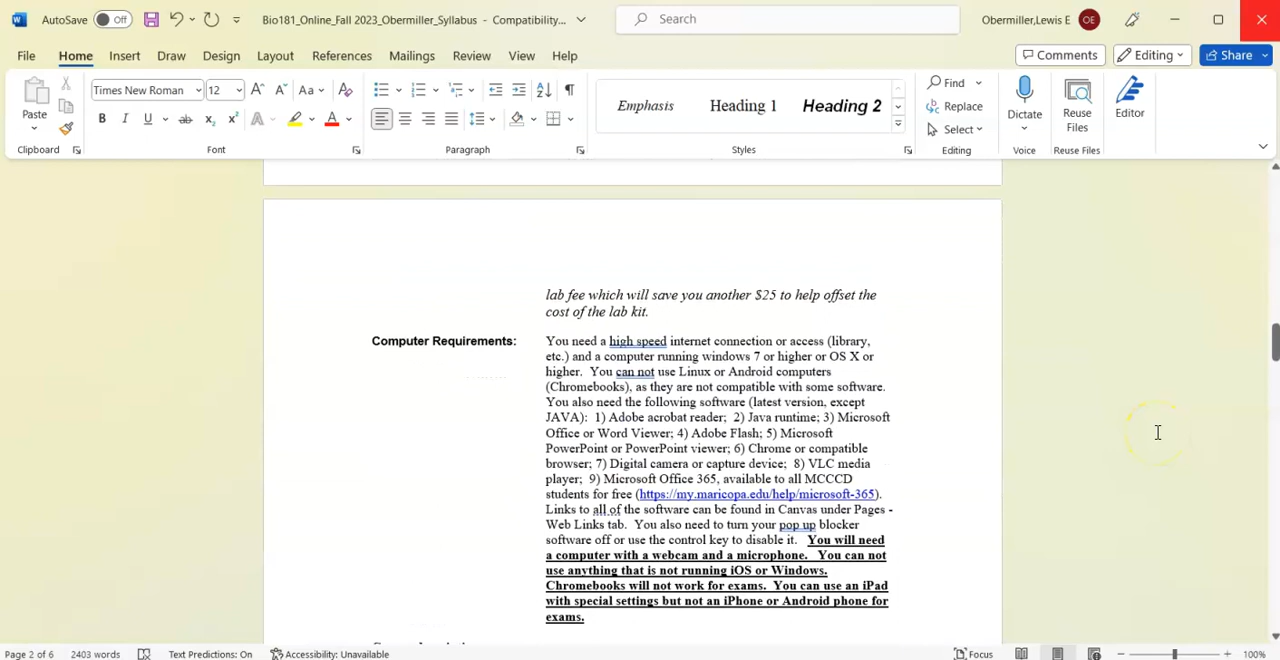 AutoSave Off Bio181_Online_Fall 2023_Obermiller_Syllabus - Compatibility... Search Obermiller,Lewis E OE
File Home Insert Draw Design Layout References Mailings Review View Help Comments Editing Share
Paste
Clipboard
Times New Roman 12
Font
Paragraph
Emphasis Heading 1 Heading 2
Styles
Find
Replace
Select
Editing
Dictate
Voice
Reuse Files
Reuse Files
Editor
lab fee which will save you another $25 to help offset the
cost of the lab kit.
Computer Requirements: You need a high speed internet connection or access (library,
etc.) and a computer running windows 7 or higher or OS X or
higher. You can not use Linux or Android computers
(Chromebooks), as they are not compatible with some software.
You also need the following software (latest version, except
JAVA): 1) Adobe acrobat reader; 2) Java runtime; 3) Microsoft
Office or Word Viewer; 4) Adobe Flash; 5) Microsoft
PowerPoint or PowerPoint viewer; 6) Chrome or compatible
browser; 7) Digital camera or capture device; 8) VLC media
player; 9) Microsoft Office 365, available to all MCCCD
students for free (https://my.maricopa.edu/help/microsoft-365).
Links to all of the software can be found in Canvas under Pages -
Web Links tab. You also need to turn your pop up blocker
software off or use the control key to disable it. You will need
a computer with a webcam and a microphone. You can not
use anything that is not running iOS or Windows.
Chromebooks will not work for exams. You can use an iPad
with special settings but not an iPhone or Android phone for
exams.
Page 2 of 6 2403 words Text Predictions: On Accessibility: Unavailable Focus 100%